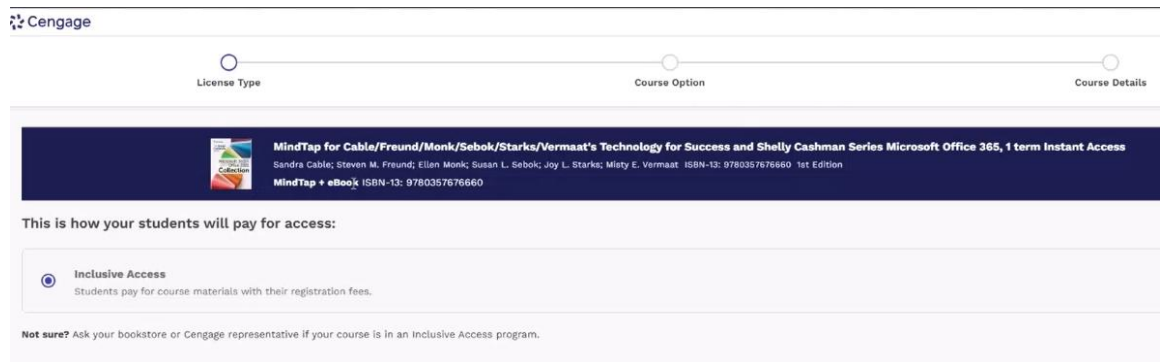 Cengage
License Type
Course Option
Course Details
MindTap for Cable/Freund/Monk/Sebok/Starks/Vermaat's Technology for Success and Shelly Cashman Series Microsoft Office 365, 1 term Instant Access
Sandra Cable; Steven M. Freund; Ellen Monk; Susan L. Sebok; Joy L. Starks; Misty E. Vermaat ISBN-13: 9780357676660 1st Edition
Collection
MindTap + eBook ISBN-13: 9780357676660
This is how your students will pay for access:
Inclusive Access
Students pay for course materials with their registration fees.
Not sure? Ask your bookstore or Cengage representative if your course is in an Inclusive Access program.